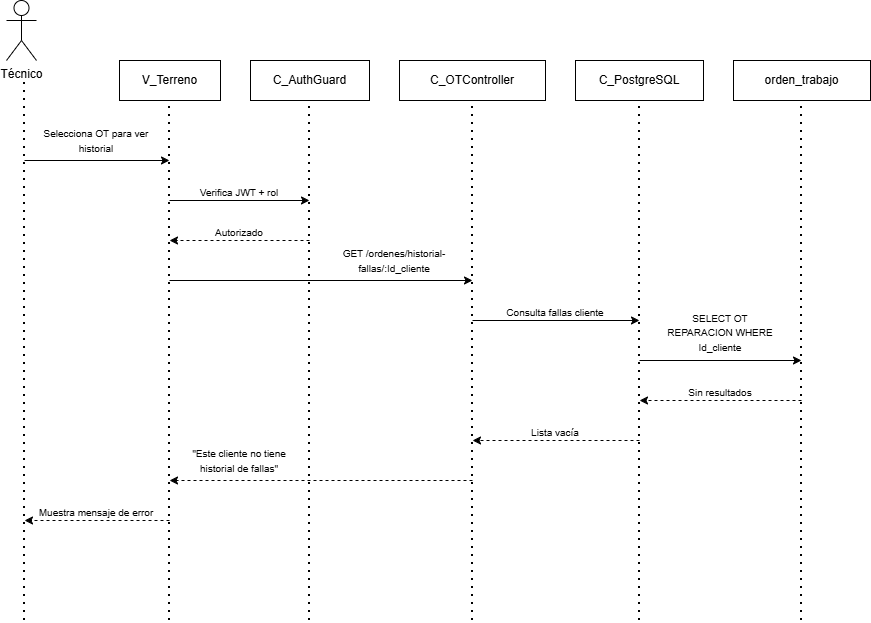 Técnico
V_Terreno
C_AuthGuard
C_OTController
C_PostgreSQL
orden_trabajo
Selecciona OT para ver
historial
Verifica JWT + rol
Autorizado
GET /ordenes/historial-
fallas/:Id_cliente
Consulta fallas cliente
SELECT OT
REPARACION WHERE
Id_cliente
Sin resultados
Lista vacía
"Este cliente no tiene
historial de fallas"
Muestra mensaje de error